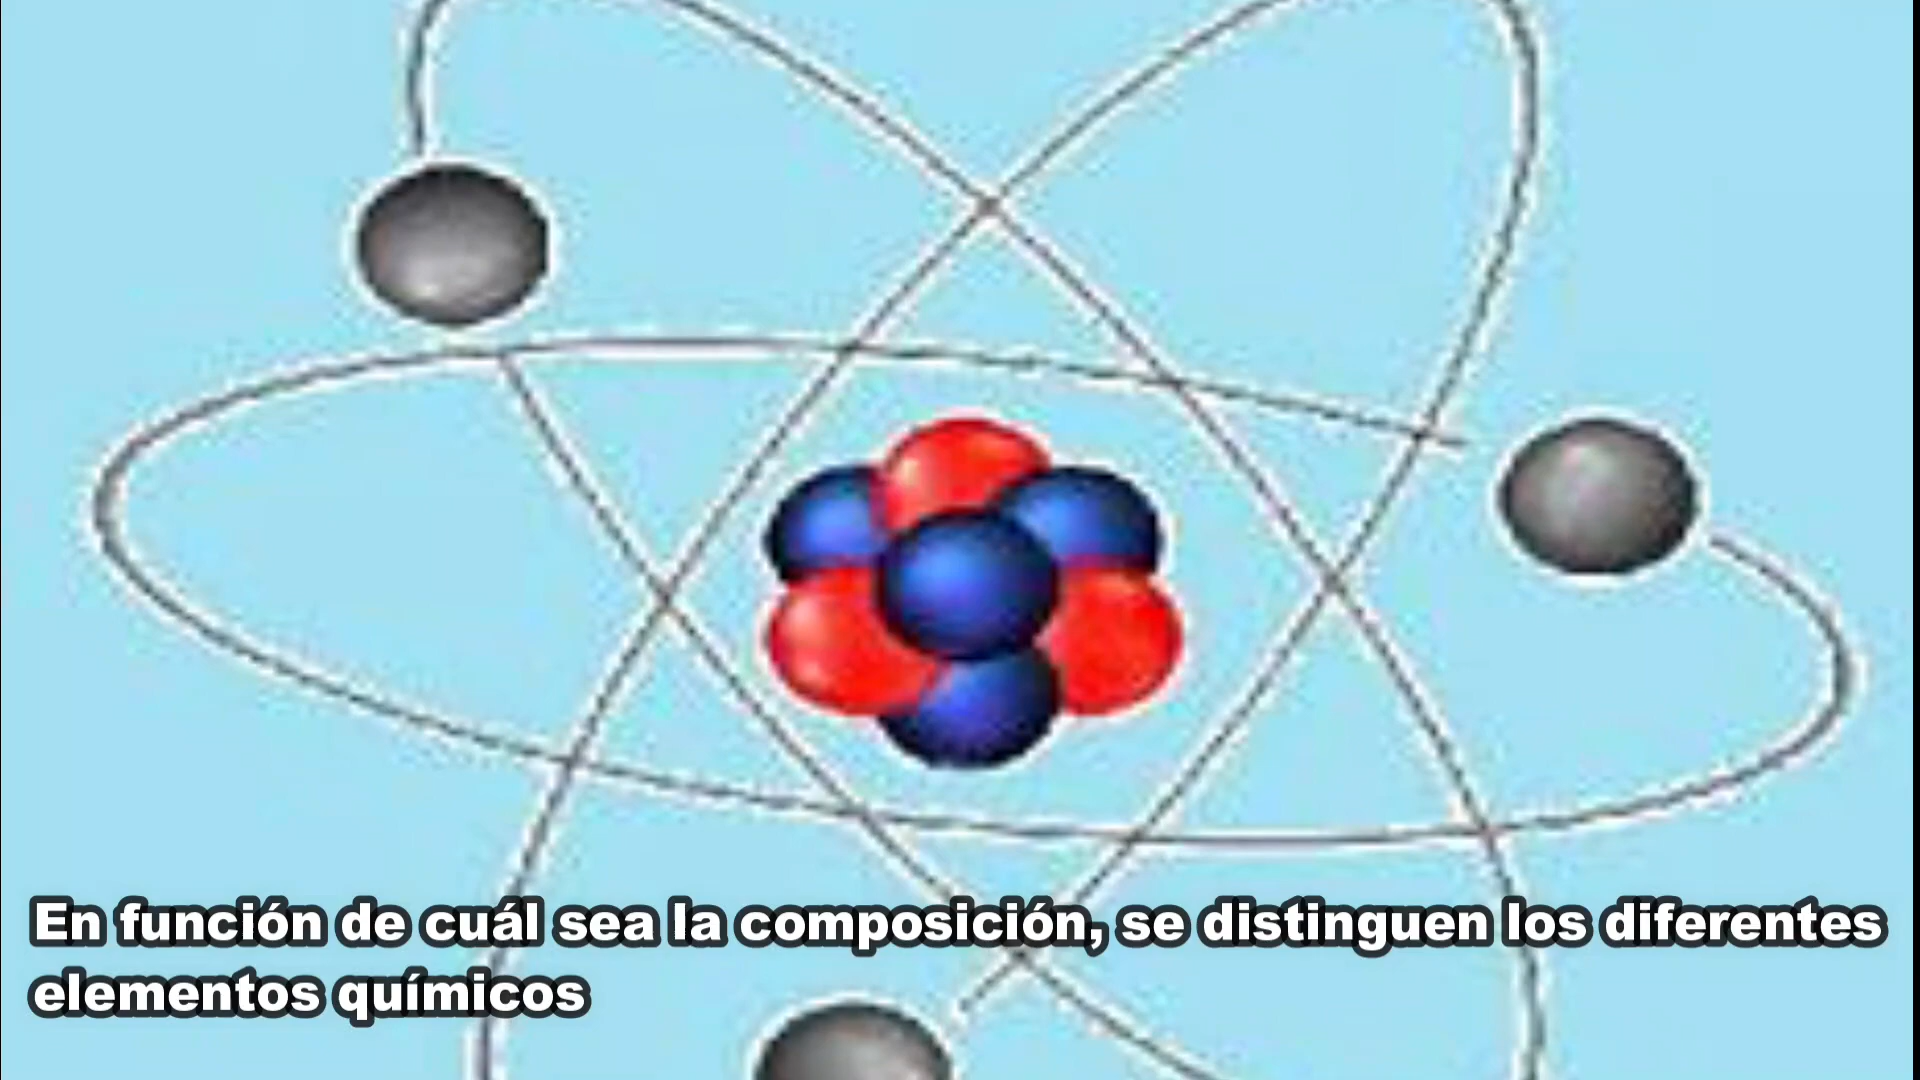 En función de cuál sea la composición, se distinguen los diferentes
elementos químicos